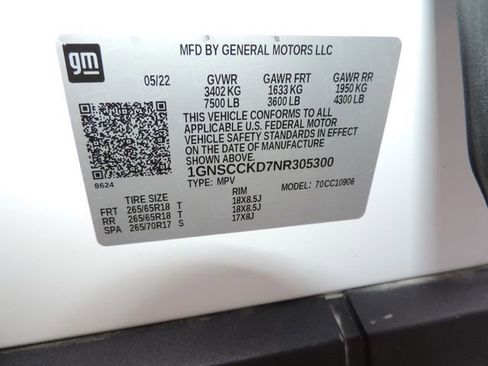 gm
MFD BY GENERAL MOTORS LLC
05/22 GVWR GAWR FRT GAWR RR
3402 KG 1633 KG 1950 KG
7500 LB 3600 LB 4300 LB
THIS VEHICLE CONFORMS TO ALL
APPLICABLE U.S. FEDERAL MOTOR
VEHICLE SAFETY STANDARDS IN EFFECT
ON THE DATE OF MANUFACTURE
SHOWN ABOVE.
1GNSCCKD7NR305300
8624
TYPE: MPV MODEL: 70CC10906
TIRE SIZE RIM
FRT 265/65R18 T 18X8.5J
RR 265/65R18 T 18X8.5J
SPA 265/70R17 S 17X8J